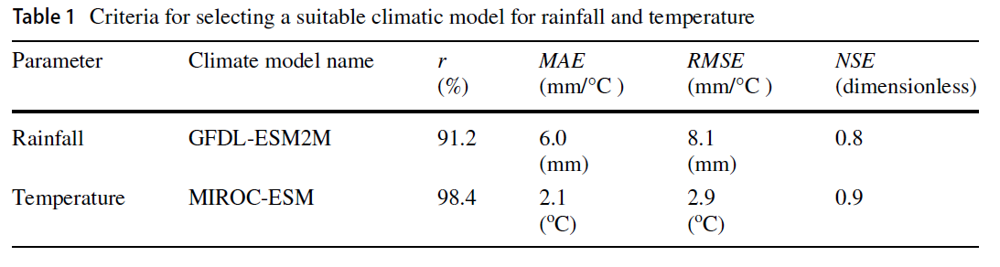 Table 1 Criteria for selecting a suitable climatic model for rainfall and temperature
Parameter Climate model name r MAE RMSE NSE
(%) (mm/°C ) (mm/°C ) (dimensionless)
Rainfall GFDL-ESM2M 91.2 6.0 8.1 0.8
(mm) (mm)
Temperature MIROC-ESM 98.4 2.1 2.9 0.9
(ºC) (ºC)